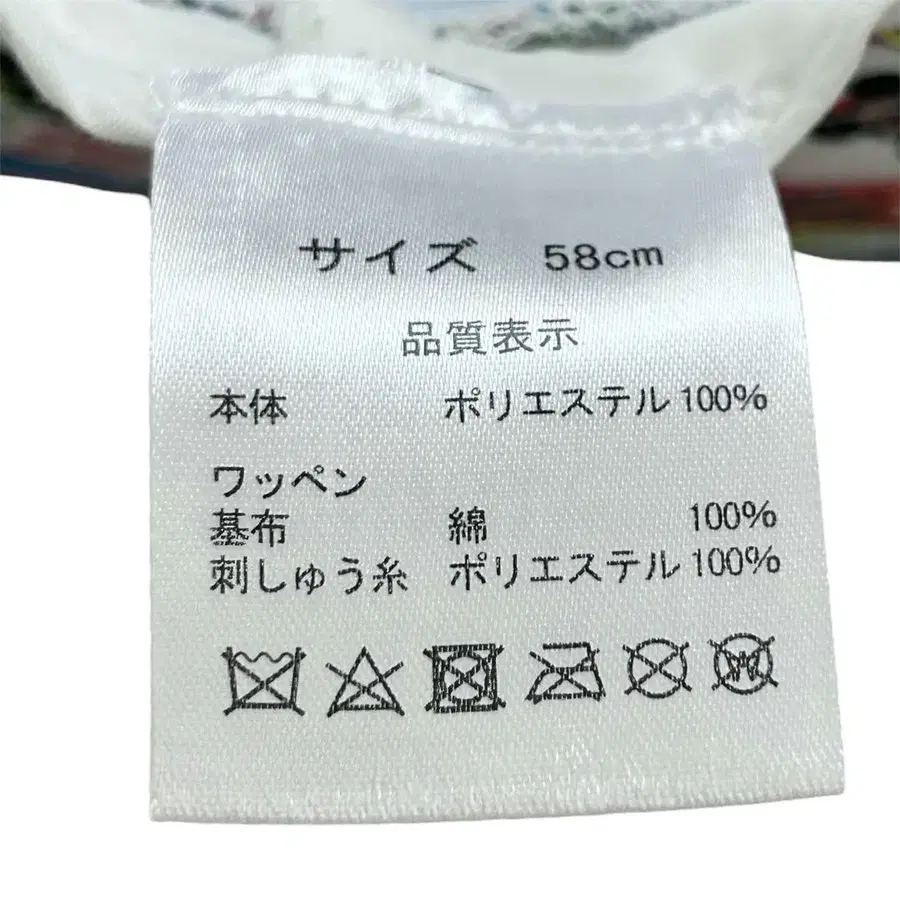 サイズ 58cm
品質表示
本体 ポリエステル 100%
ワッペン
基布 綿 100%
刺しゅう糸 ポリエステル 100%